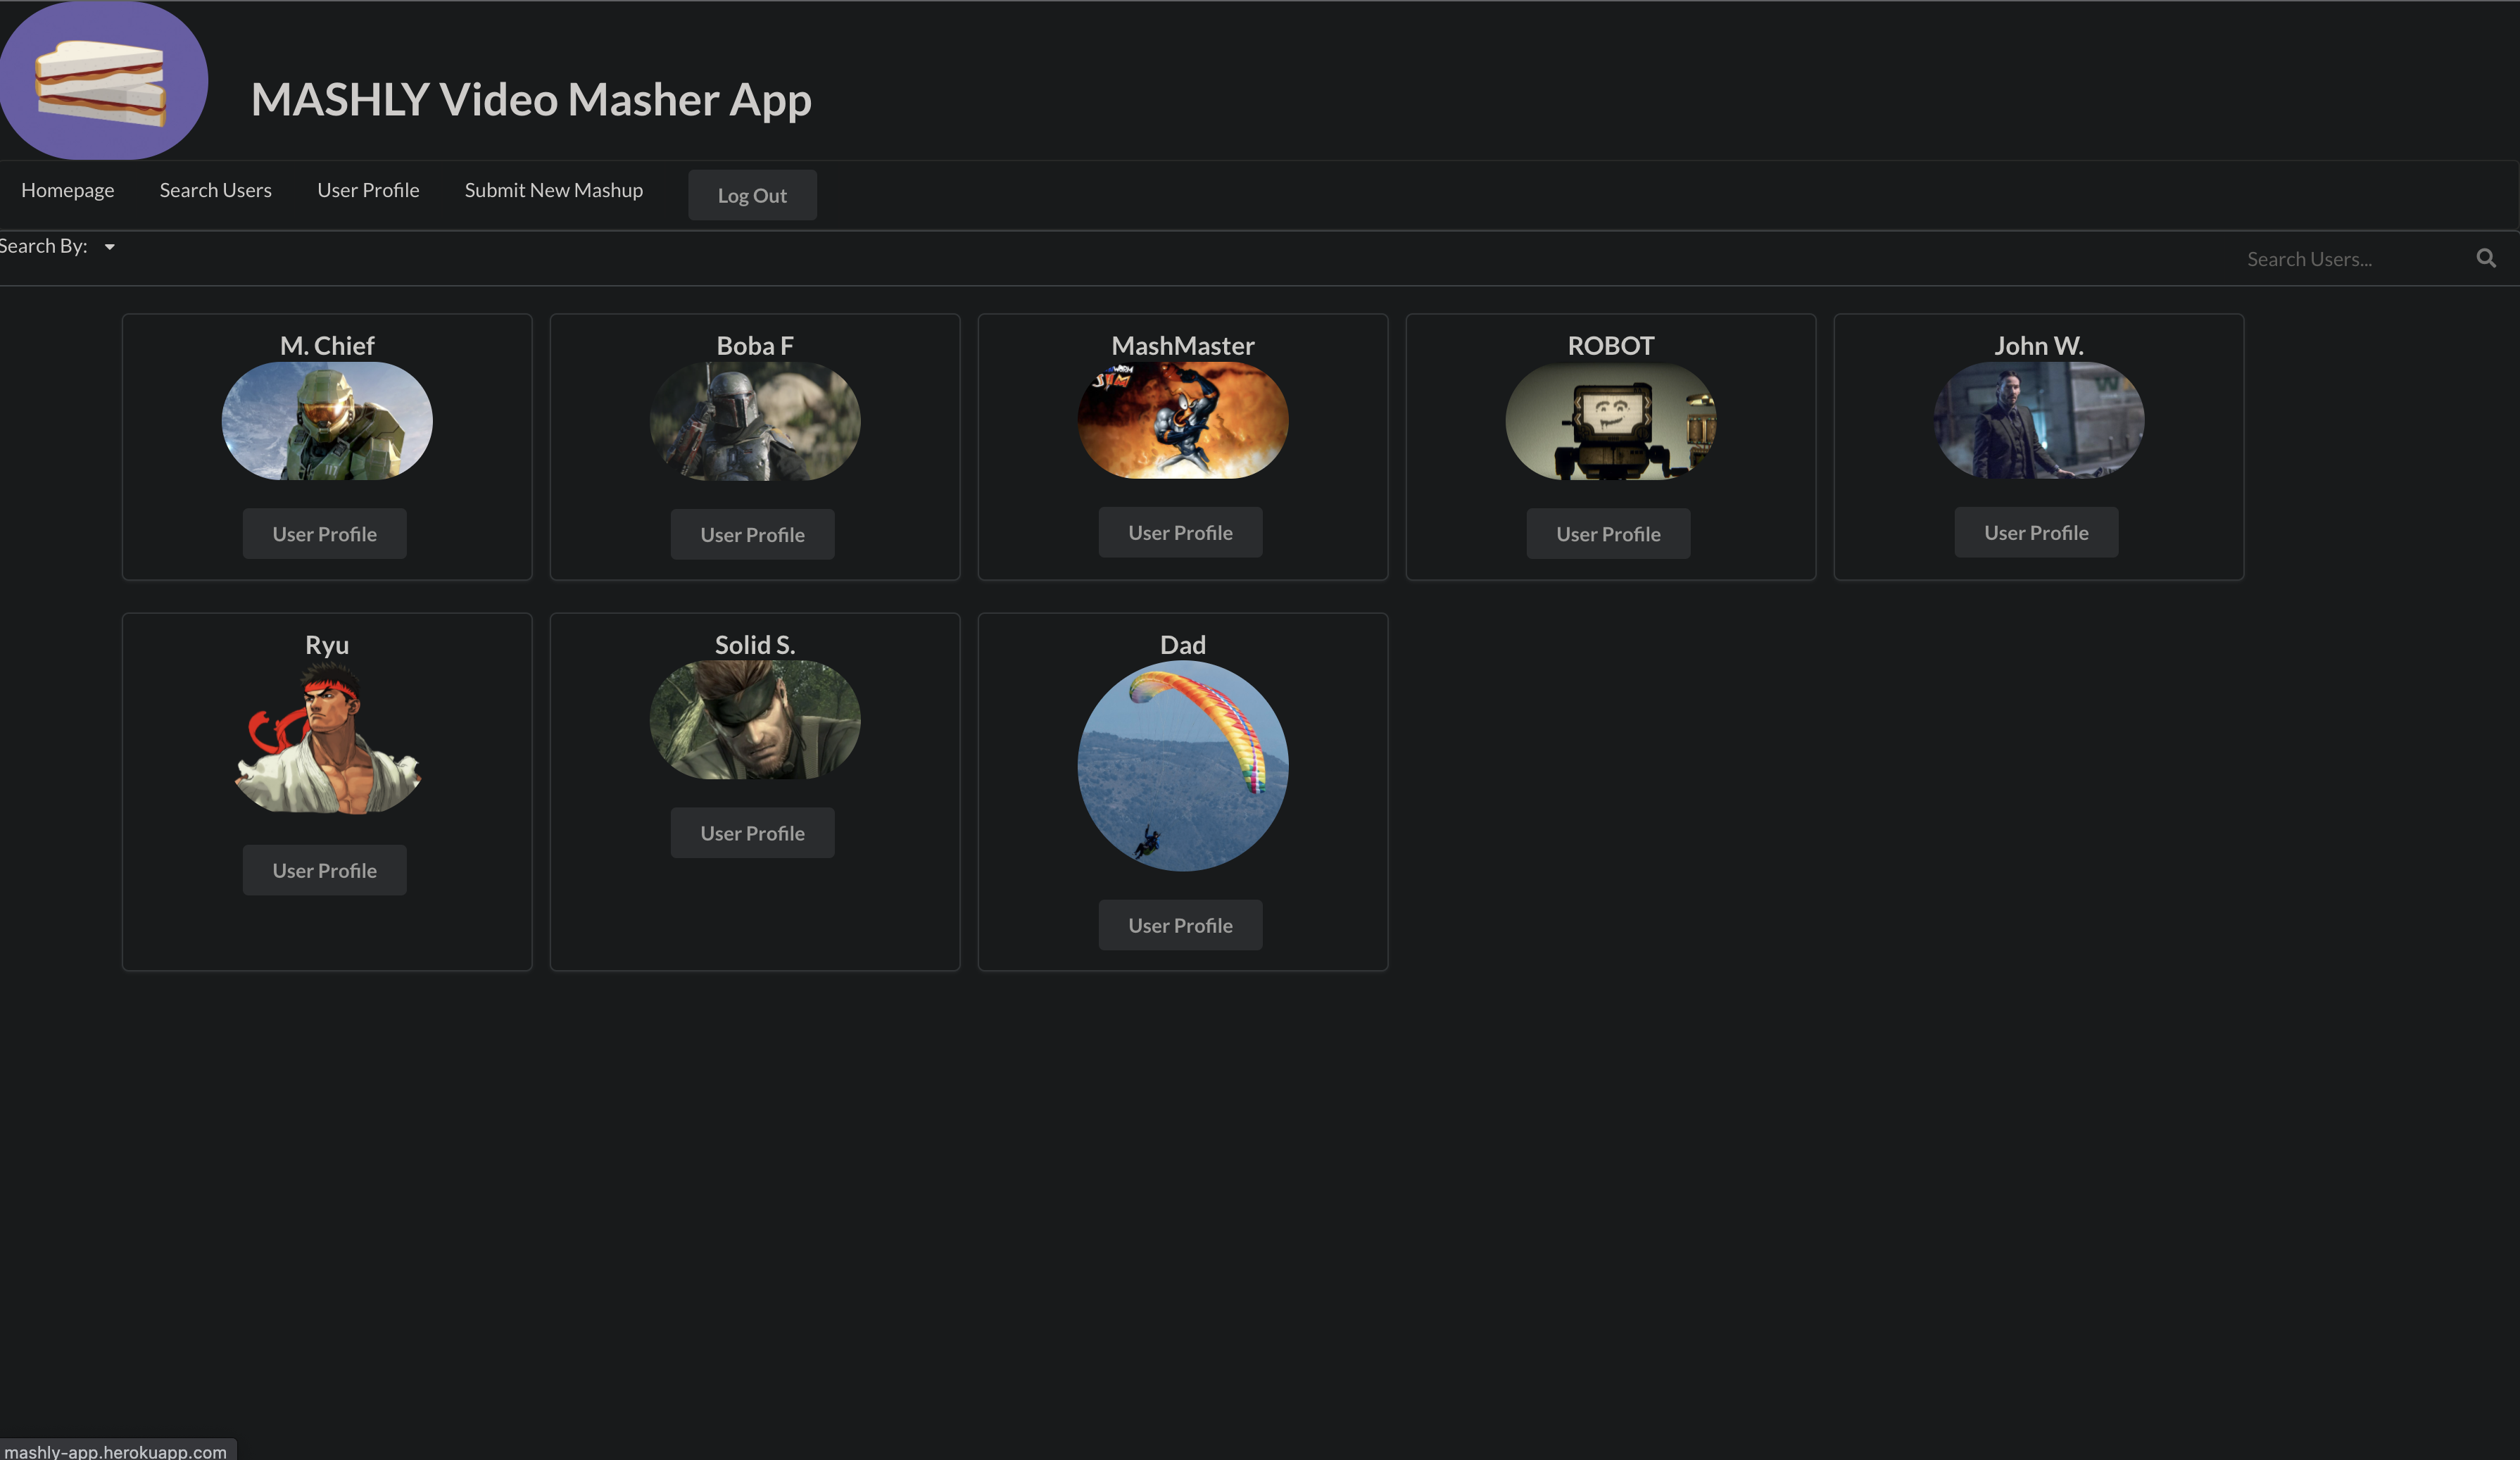 MASHLY Video Masher App
Homepage Search Users User Profile Submit New Mashup Log Out
Search By: Search Users...
M. Chief Boba F MashMaster ROBOT John W.
User Profile User Profile User Profile User Profile User Profile
Ryu Solid S. Dad
User Profile
User Profile
User Profile
mashly-app.herokuapp.com